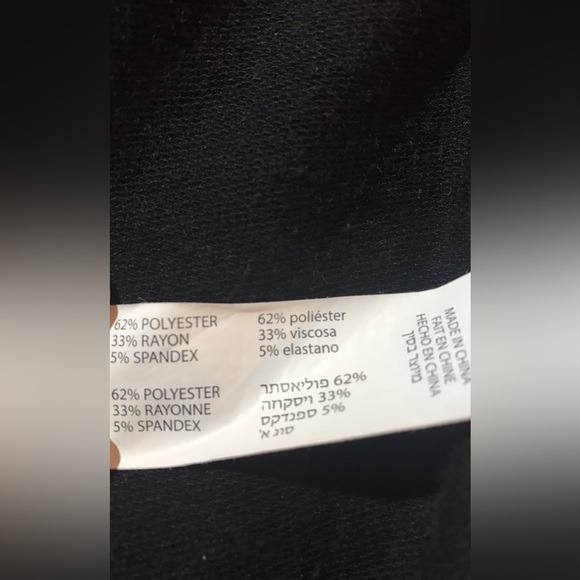 62% POLYESTER
33% RAYON
5% SPANDEX
62% poliéster
33% viscosa
5% elastano
62% POLYESTER
33% RAYONNE
5% SPANDEX
62% פוליאסתר
33% ויסקחה
5% ספנדקס
סוג א'
MADE IN CHINA
FAIT EN CHINE
HECHO EN CHINA
מיוצר בסין